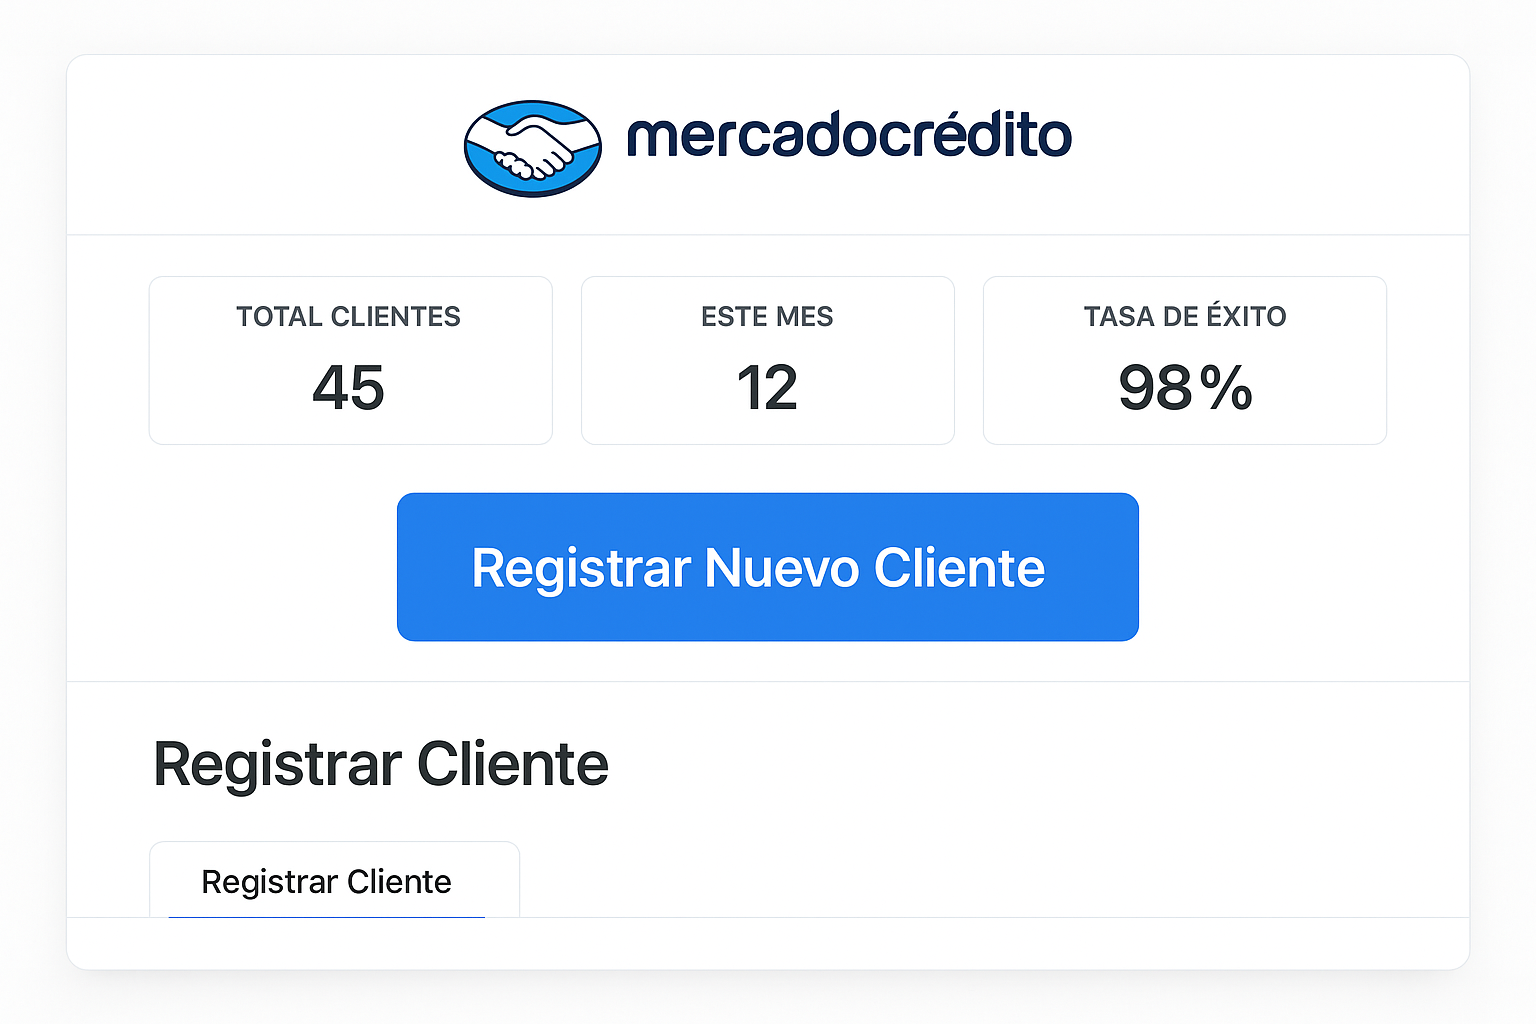 mercadocrédito
TOTAL CLIENTES
45
ESTE MES
12
TASA DE ÉXITO
98%
Registrar Nuevo Cliente
Registrar Cliente
Registrar Cliente